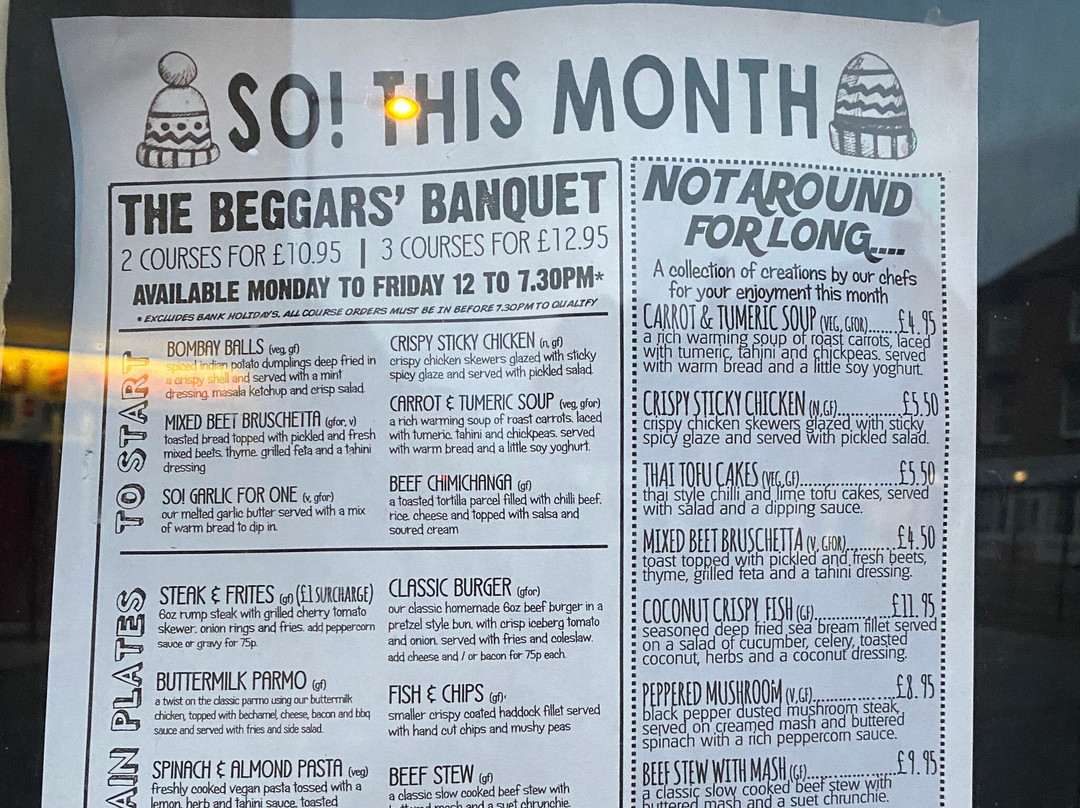 SO! THIS MONTH
THE BEGGARS' BANQUET
2 COURSES FOR £10.95 | 3 COURSES FOR £12.95
AVAILABLE MONDAY TO FRIDAY 12 TO 7.30PM*
* EXCLUDES BANK HOLIDAYS. ALL COURSE ORDERS MUST BE IN BEFORE 7.30PM TO QUALIFY
TO START
BOMBAY BALLS (veg, gf)
spiced indian potato dumplings deep fried in
a crispy shell and served with a mint
dressing, masala ketchup and crisp salad.
MIXED BEET BRUSCHETTA (gfor, v)
toasted bread topped with pickled and fresh
mixed beets, thyme, grilled feta and a tahini
dressing
SO! GARLIC FOR ONE (v, gfor)
our melted garlic butter served with a mix
of warm bread to dip in.
CRISPY STICKY CHICKEN (n, gf)
crispy chicken skewers glazed with sticky
spicy glaze and served with pickled salad.
CARROT & TUMERIC SOUP (veg, gfor)
a rich warming soup of roast carrots, laced
with tumeric, tahini and chickpeas. served
with warm bread and a little soy yoghurt.
BEEF CHIMICHANGA (gf)
a toasted tortilla parcel filled with chilli beef,
rice, cheese and topped with salsa and
soured cream
AIN PLATES
STEAK & FRITES (gf) (£1 SURCHARGE)
6oz rump steak with grilled cherry tomato
skewer, onion rings and fries. add peppercorn
sauce or gravy for 75p.
BUTTERMILK PARMO (gf)
a twist on the classic parmo using our buttermilk
chicken, topped with bechamel, cheese, bacon and bbq
sauce and served with fries and side salad.
SPINACH & ALMOND PASTA (veg)
freshly cooked vegan pasta tossed with a
lemon, herb and tahini sauce, toasted
CLASSIC BURGER (gfor)
our classic homemade 6oz beef burger in a
pretzel style bun, with crisp iceberg tomato
and onion. served with fries and coleslaw.
add cheese and / or bacon for 75p each.
FISH & CHIPS (gf)*
smaller crispy coated haddock fillet served
with hand cut chips and mushy peas
BEEF STEW (gf)
a classic slow cooked beef stew with
buttered mash and a suet chrunchie.
NOT AROUND
FOR LONG....
A collection of creations by our chefs
for your enjoyment this month
CARROT & TUMERIC SOUP (VEG, GFOR).......£4.95
a rich warming soup of roast carrots, laced
with tumeric, tahini and chickpeas. served
with warm bread and a little soy yoghurt.
CRISPY STICKY CHICKEN (N,GF)..............£5.50
crispy chicken skewers glazed with sticky
spicy glaze and served with pickled salad.
THAI TOFU CAKES (VEG,GF)....................£5.50
thai style chilli and lime tofu cakes, served
with salad and a dipping sauce.
MIXED BEET BRUSCHETTA (V, GFOR)..........£4.50
toast topped with pickled and fresh beets,
thyme, grilled feta and a tahini dressing.
COCONUT CRISPY FISH (GF)................£11.95
seasoned deep fried sea bream fillet served
on a salad of cucumber, celery, toasted
coconut, herbs and a coconut dressing.
PEPPERED MUSHROOM (V,GF).................£8.95
black pepper dusted mushroom steak,
served on creamed mash and buttered
spinach with a rich peppercorn sauce.
BEEF STEW WITH MASH (GF)..................£9.95
a classic slow cooked beef stew with
buttered mash and a suet chrunchie.